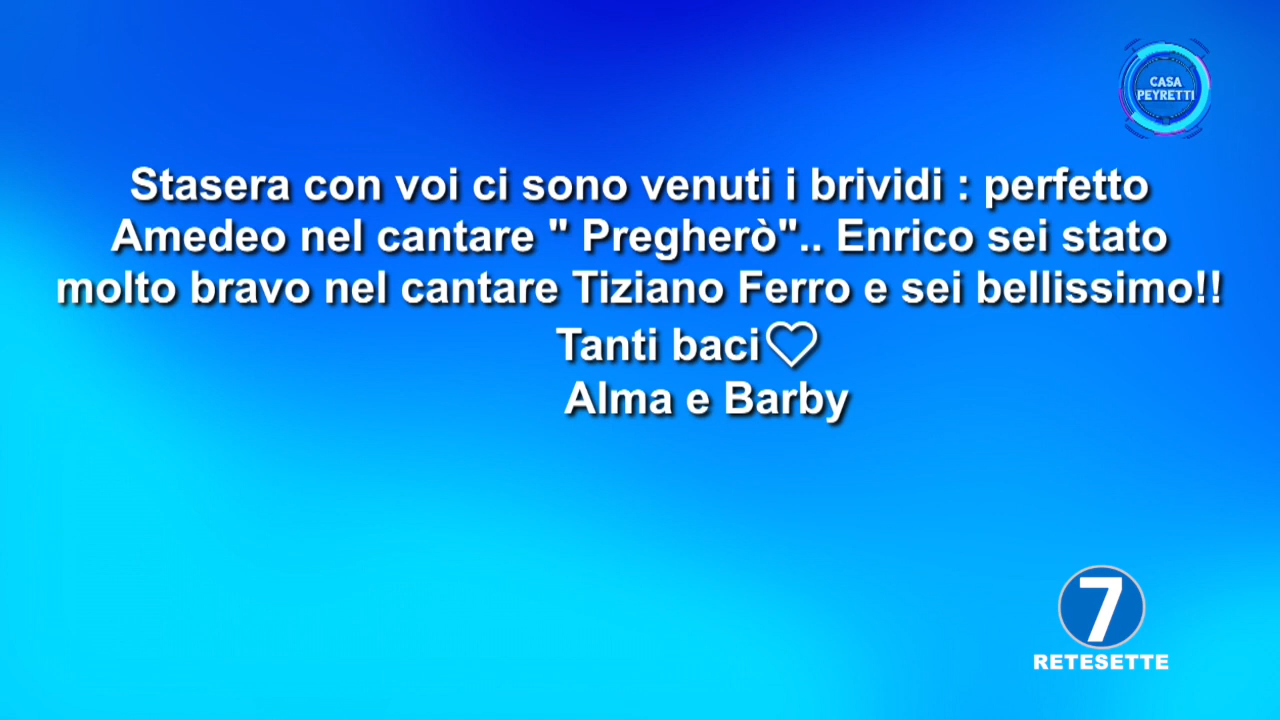 CASA
PEYRETTI
Stasera con voi ci sono venuti i brividi : perfetto
Amedeo nel cantare " Pregherò".. Enrico sei stato
molto bravo nel cantare Tiziano Ferro e sei bellissimo!!
Tanti baci♡
Alma e Barby
7
RETESETTE